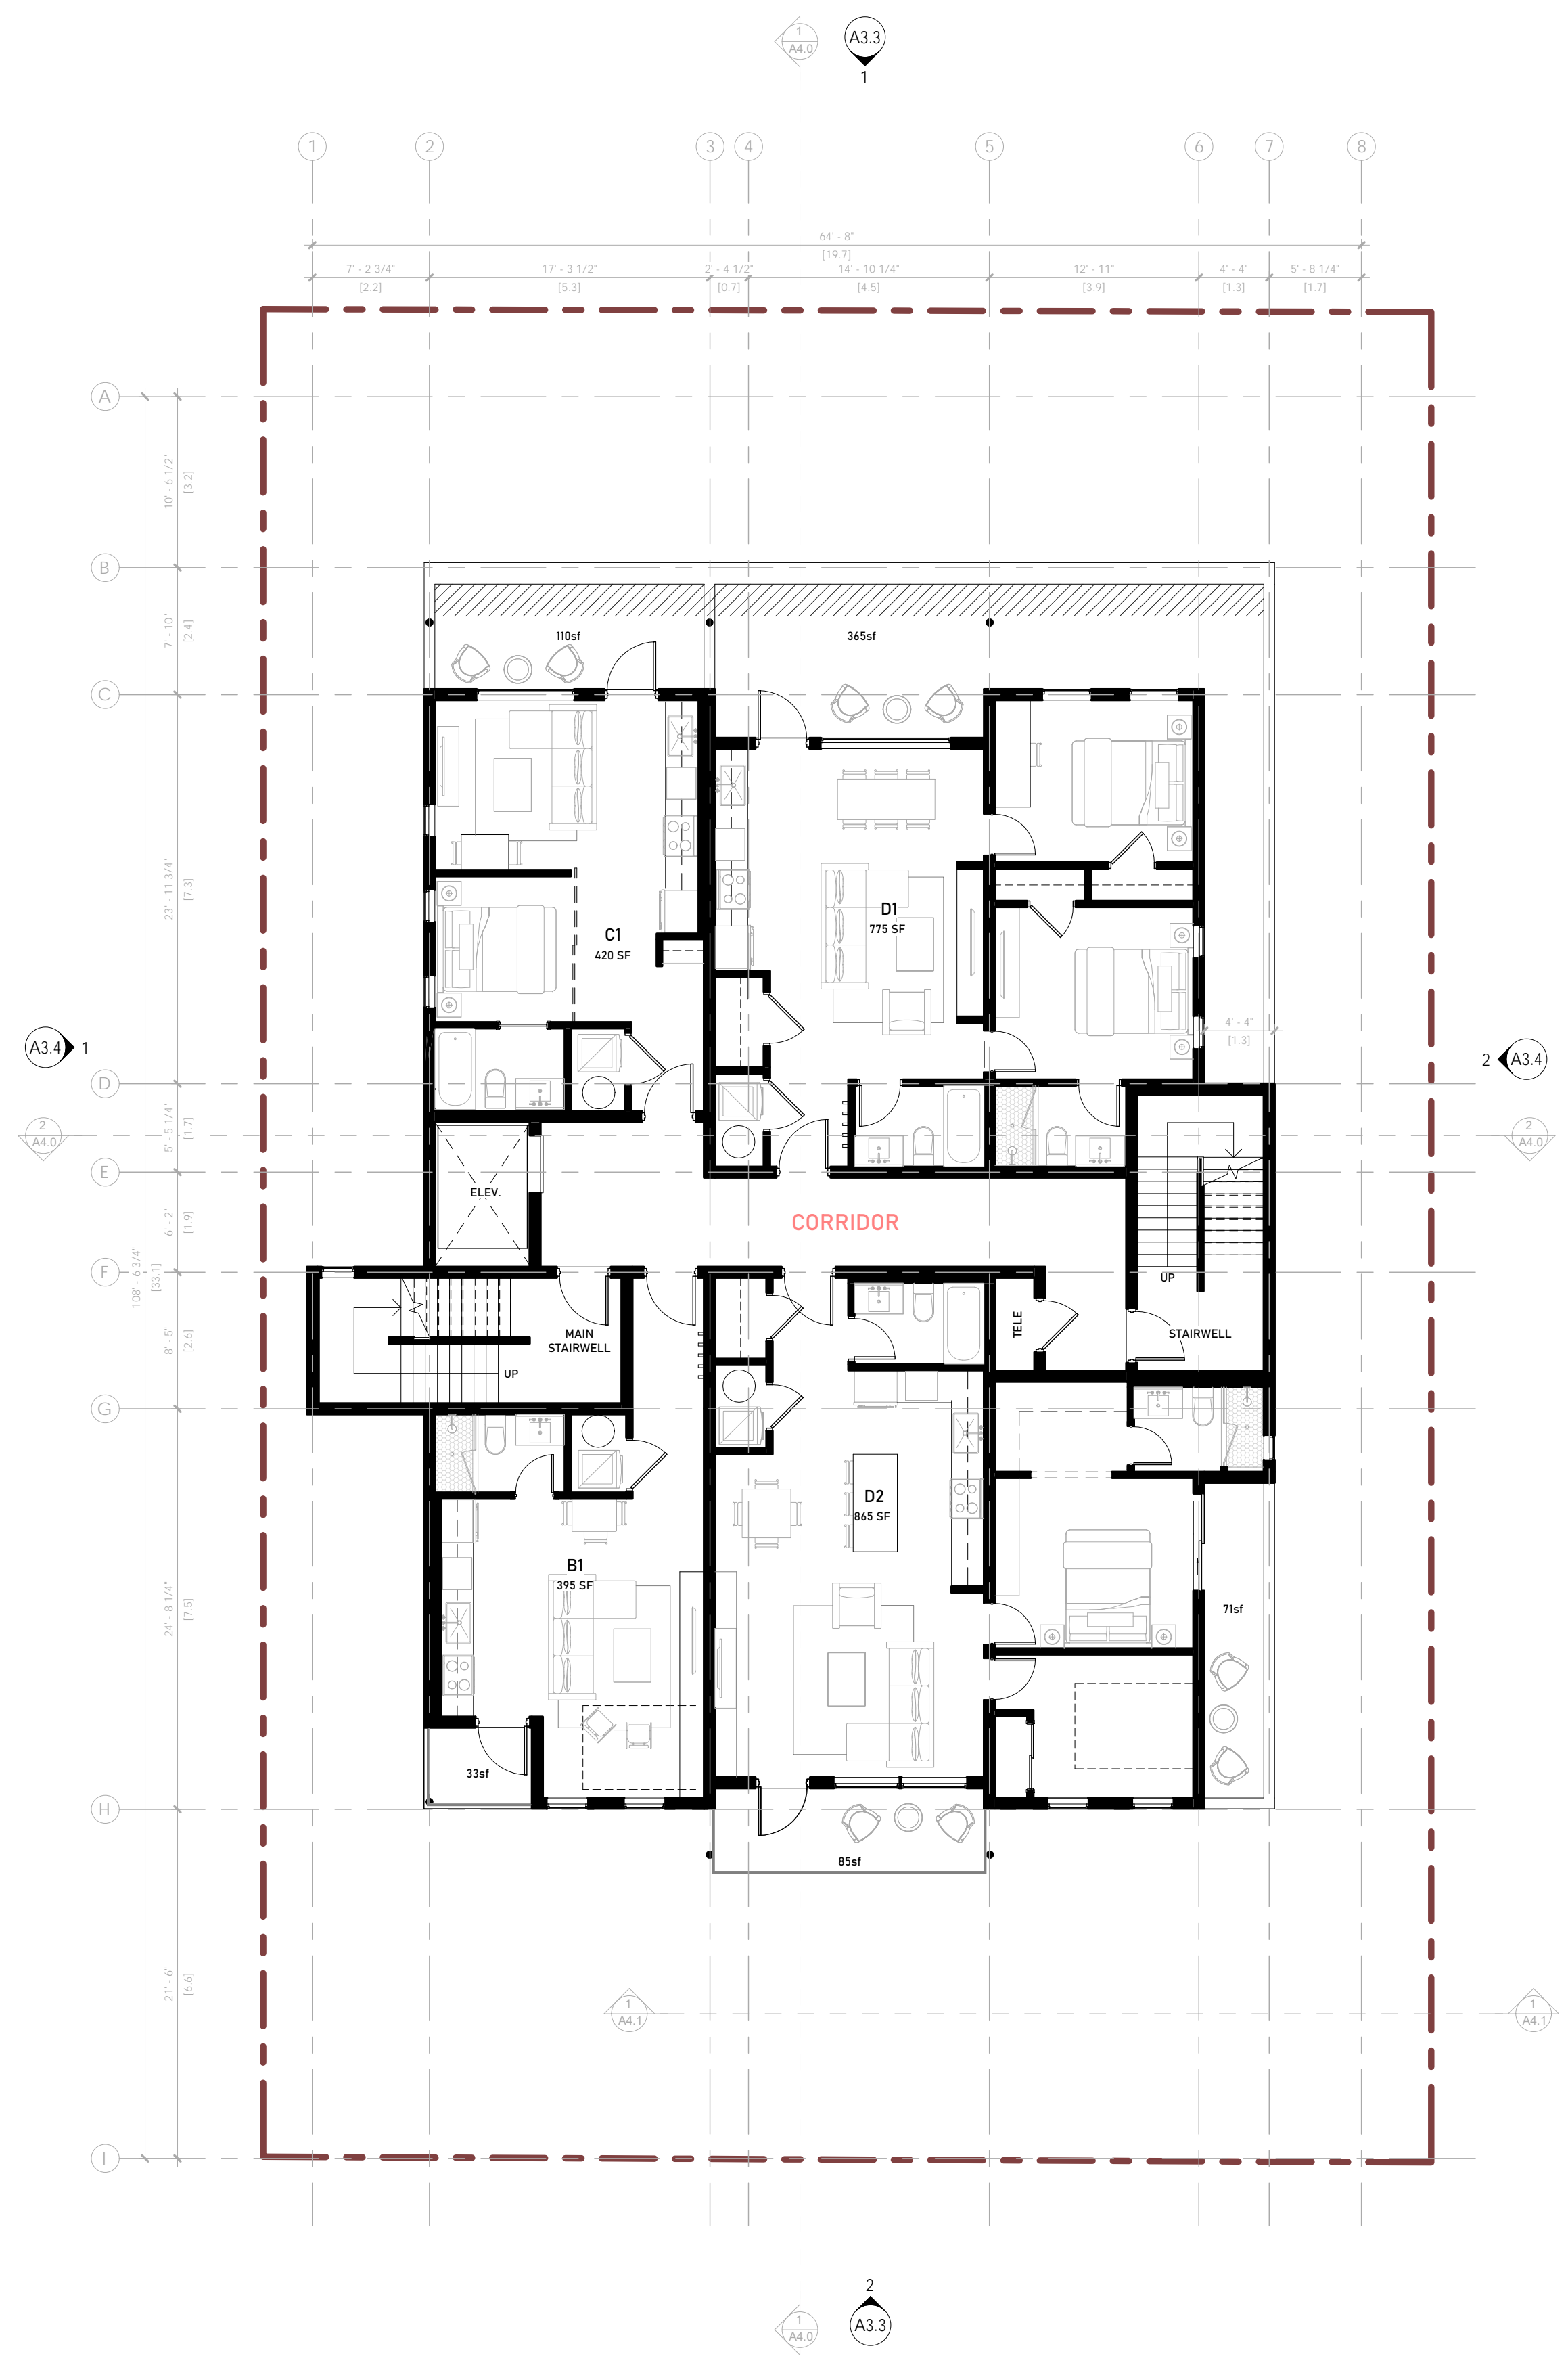 1
A4.0
A3.3
1
1 2 3 4 5 6 7 8
64' - 8"
[19.7]
7' - 2 3/4" 17' - 3 1/2" 2' - 4 1/2" 14' - 10 1/4" 12' - 11" 4' - 4" 5' - 8 1/4"
[2.2] [5.3] [0.7] [4.5] [3.9] [1.3] [1.7]
A
10' - 6 1/2"
[3.2]
B
7' - 10"
[2.4]
110sf
365sf
C
23' - 11 3/4"
[7.3]
D1
775 SF
C1
420 SF
4' - 4"
[1.3]
A3.4
1
2
A3.4
D
5' - 5 1/4"
[1.7]
2
A4.0
2
A4.0
E
ELEV.
6' - 2"
[1.9]
CORRIDOR
108' - 6 3/4"
[33.1]
F
UP
8' - 5"
[2.6]
MAIN
STAIRWELL
TELE
STAIRWELL
UP
G
D2
865 SF
B1
395 SF
24' - 8 1/4"
[7.5]
71sf
33sf
H
85sf
21' - 6"
[6.6]
1
A4.1
1
A4.1
I
2
1
A4.0
A3.3